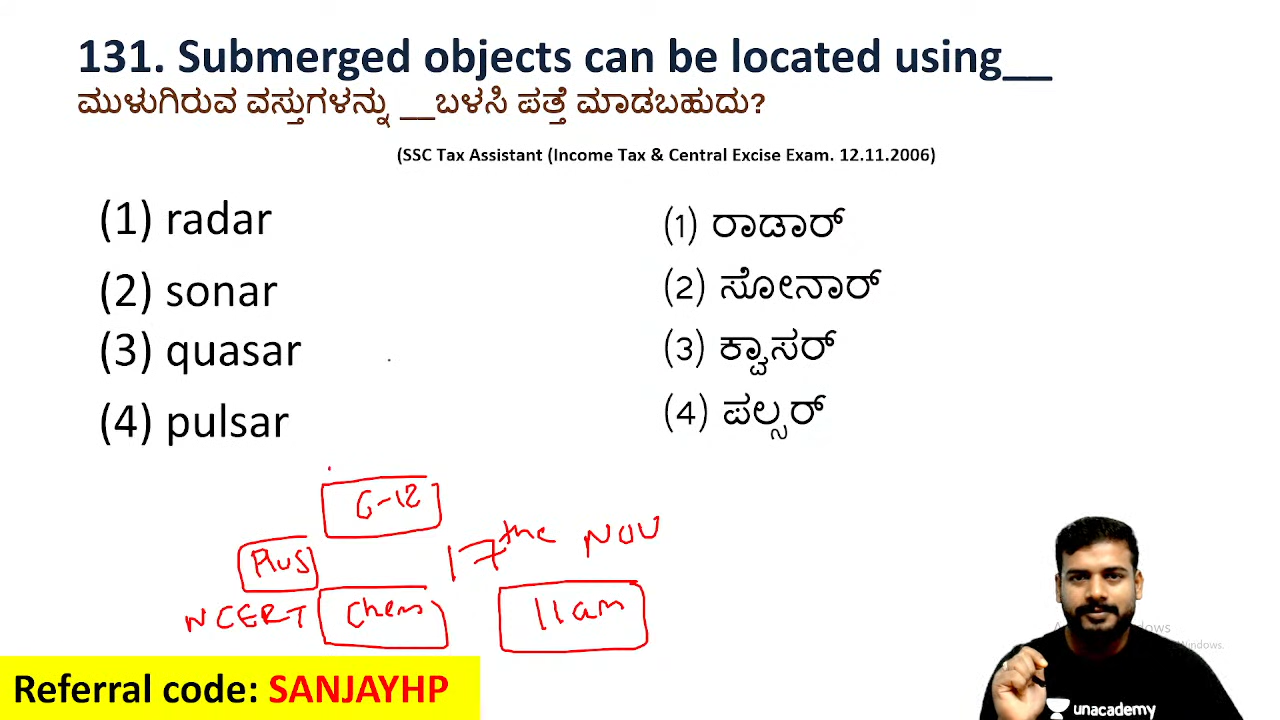 131. Submerged objects can be located using__
ಮುಳುಗಿರುವ ವಸ್ತುಗಳನ್ನು __ಬಳಸಿ ಪತ್ತೆ ಮಾಡಬಹುದು?
(SSC Tax Assistant (Income Tax & Central Excise Exam. 12.11.2006)
(1) radar
(2) sonar
(3) quasar
(4) pulsar
(1) ರಾಡಾರ್
(2) ಸೋನಾರ್
(3) ಕ್ವಾಸರ್
(4) ಪಲ್ಸರ್
6-12
Plus
17the NOV
NCERT Chem 11am
Referral code: SANJAYHP
unacademy